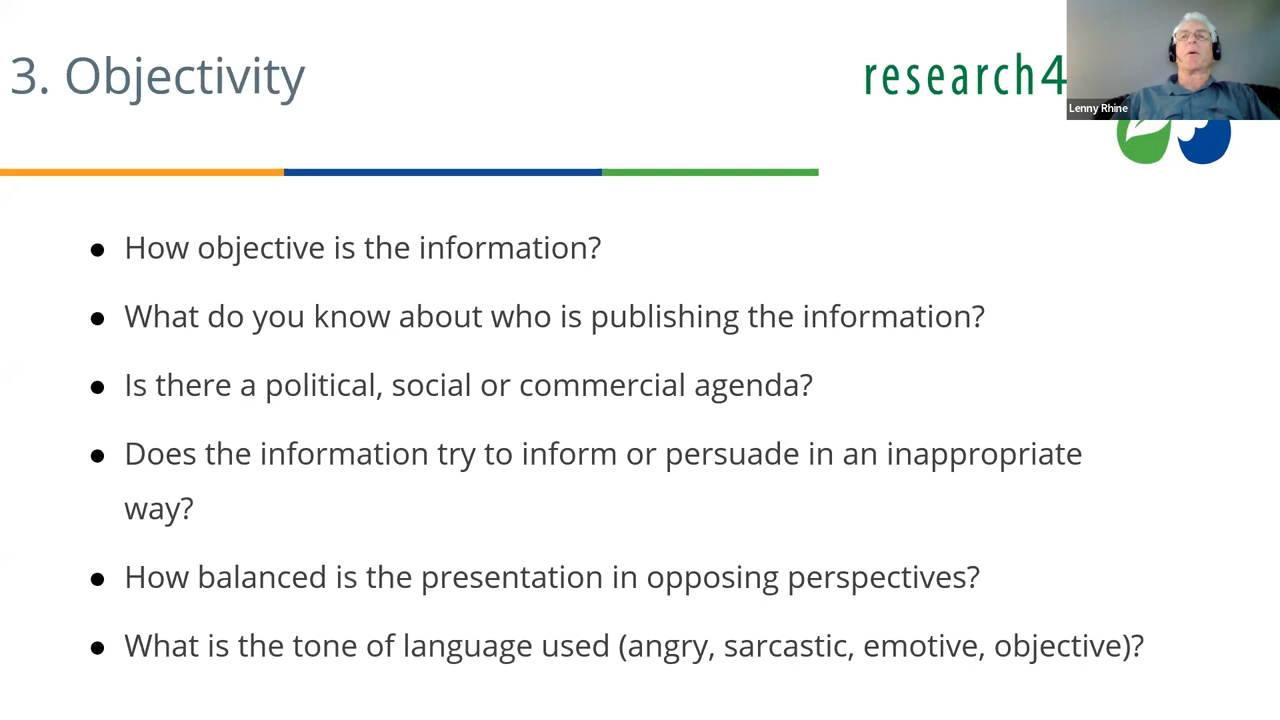 3. Objectivity
research4
Lenny Rhine
● How objective is the information?
● What do you know about who is publishing the information?
● Is there a political, social or commercial agenda?
● Does the information try to inform or persuade in an inappropriate
way?
● How balanced is the presentation in opposing perspectives?
● What is the tone of language used (angry, sarcastic, emotive, objective)?